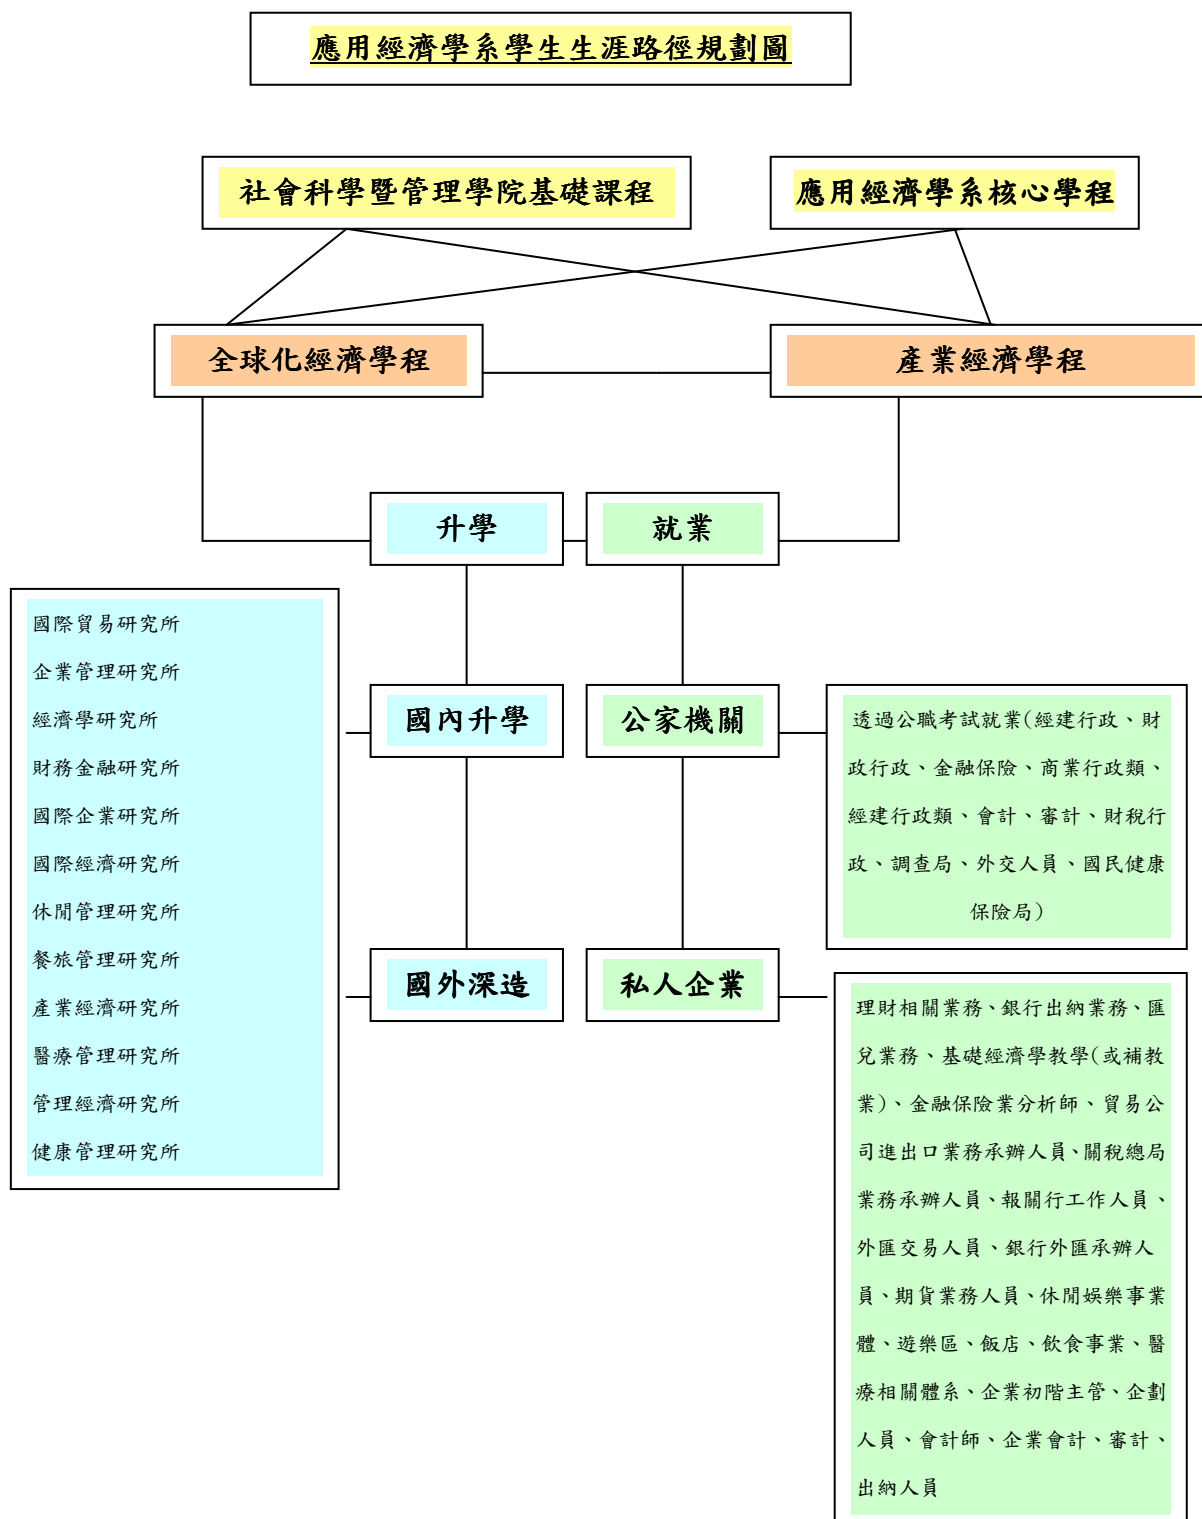 應用經濟學系學生生涯路徑規劃圖
社會科學暨管理學院基礎課程
應用經濟學系核心學程
全球化經濟學程
產業經濟學程
升學
就業
國際貿易研究所
企業管理研究所
經濟學研究所
財務金融研究所
國際企業研究所
國際經濟研究所
休閒管理研究所
餐旅管理研究所
產業經濟研究所
醫療管理研究所
管理經濟研究所
健康管理研究所
國內升學
公家機關
透過公職考試就業(經建行政、財
政行政、金融保險、商業行政類、
經建行政類、會計、審計、財稅行
政、調查局、外交人員、國民健康
保險局)
國外深造
私人企業
理財相關業務、銀行出納業務、匯
兌業務、基礎經濟學教學(或補教
業)、金融保險業分析師、貿易公
司進出口業務承辦人員、關稅總局
業務承辦人員、報關行工作人員、
外匯交易人員、銀行外匯承辦人
員、期貨業務人員、休閒娛樂事業
體、遊樂區、飯店、飲食事業、醫
療相關體系、企業初階主管、企劃
人員、會計師、企業會計、審計、
出納人員